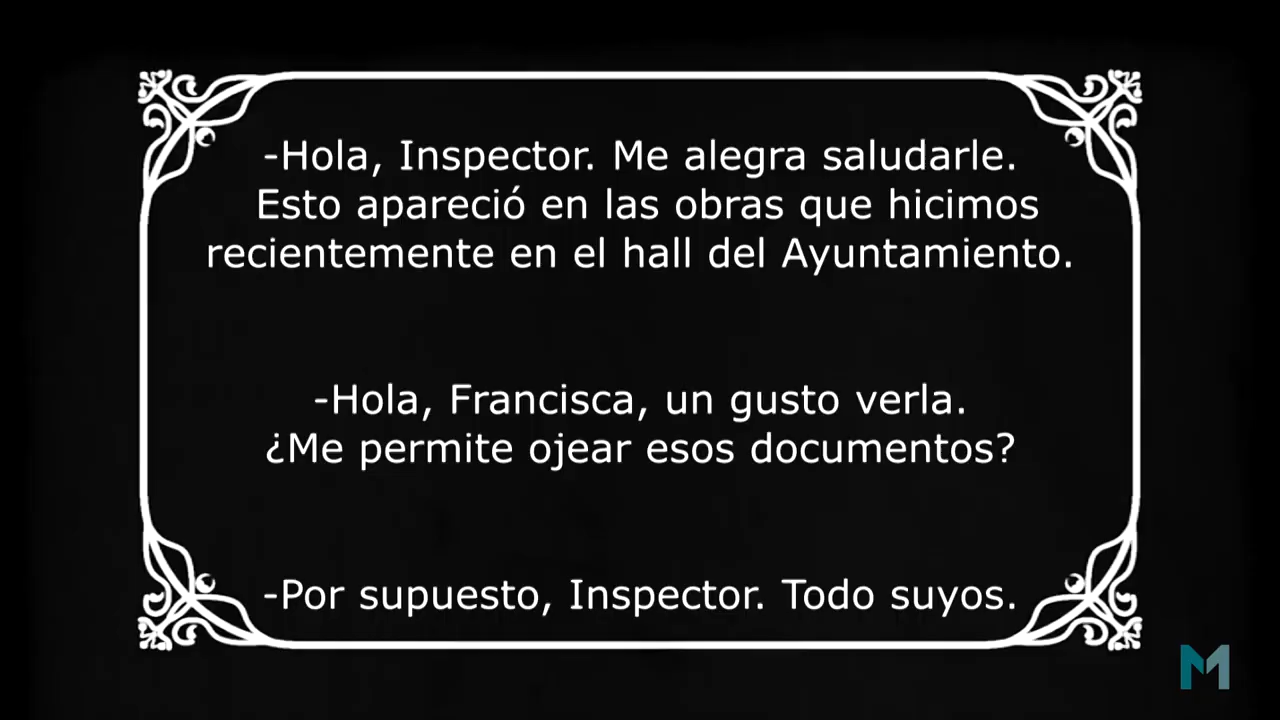 -Hola, Inspector. Me alegra saludarle.
Esto apareció en las obras que hicimos
recientemente en el hall del Ayuntamiento.
-Hola, Francisca, un gusto verla.
¿Me permite ojear esos documentos?
-Por supuesto, Inspector. Todo suyos.
M